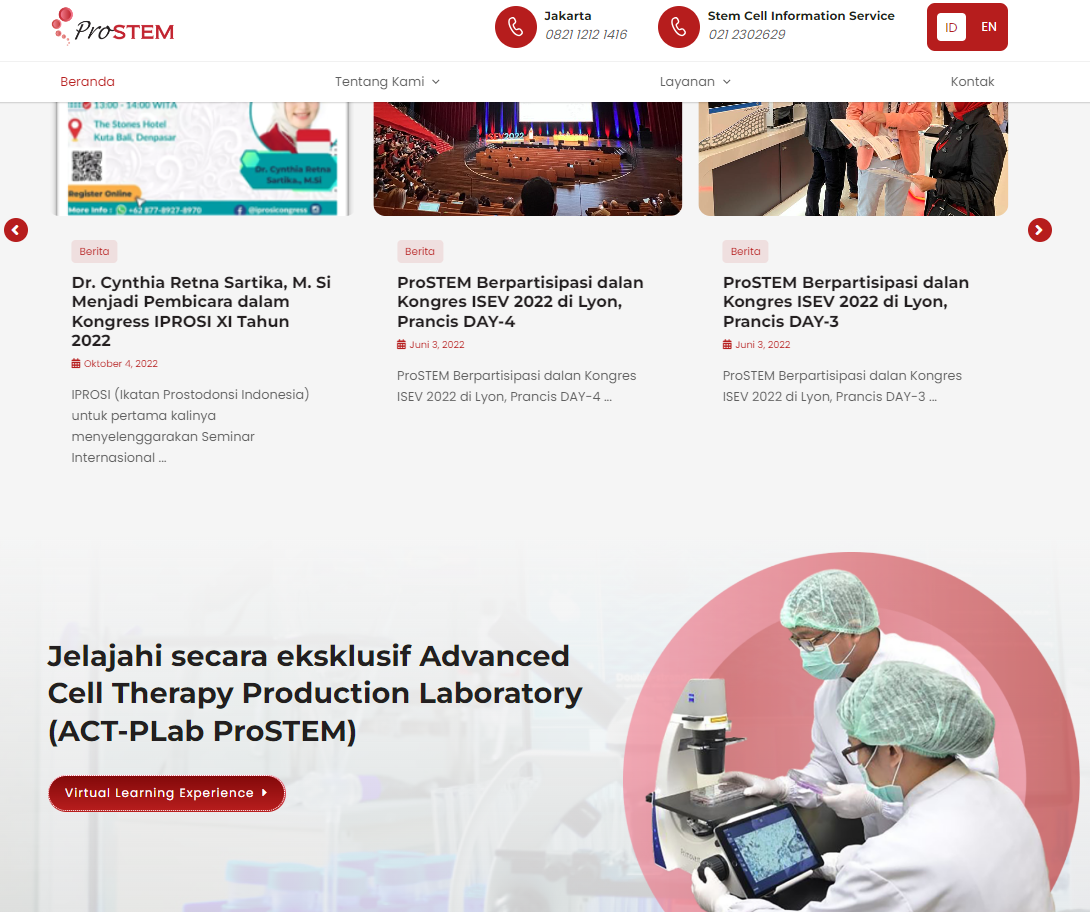 ProSTEM
Jakarta
0821 1212 1416
Stem Cell Information Service
021 2302629
ID
EN
Beranda
Tentang Kami
Layanan
Kontak
13:00 - 14:00 WITA
The Stones Hotel
Kuta Bali, Denpasar
Dr. Cynthia Retna
Sartika., M.Si
Register Online
More Info : +62 877-8927-8970
@iprosicongress
ISEV2022
Berita
Dr. Cynthia Retna Sartika, M. Si
Menjadi Pembicara dalam
Kongress IPROSI XI Tahun
2022
Oktober 4, 2022
IPROSI (Ikatan Prostodonsi Indonesia)
untuk pertama kalinya
menyelenggarakan Seminar
Internasional ...
Berita
ProSTEM Berpartisipasi dalan
Kongres ISEV 2022 di Lyon,
Prancis DAY-4
Juni 3, 2022
ProSTEM Berpartisipasi dalan Kongres
ISEV 2022 di Lyon, Prancis DAY-4 ...
Berita
ProSTEM Berpartisipasi dalan
Kongres ISEV 2022 di Lyon,
Prancis DAY-3
Juni 3, 2022
ProSTEM Berpartisipasi dalan Kongres
ISEV 2022 di Lyon, Prancis DAY-3 ...
Jelajahi secara eksklusif Advanced
Cell Therapy Production Laboratory
(ACT-PLab ProSTEM)
Virtual Learning Experience